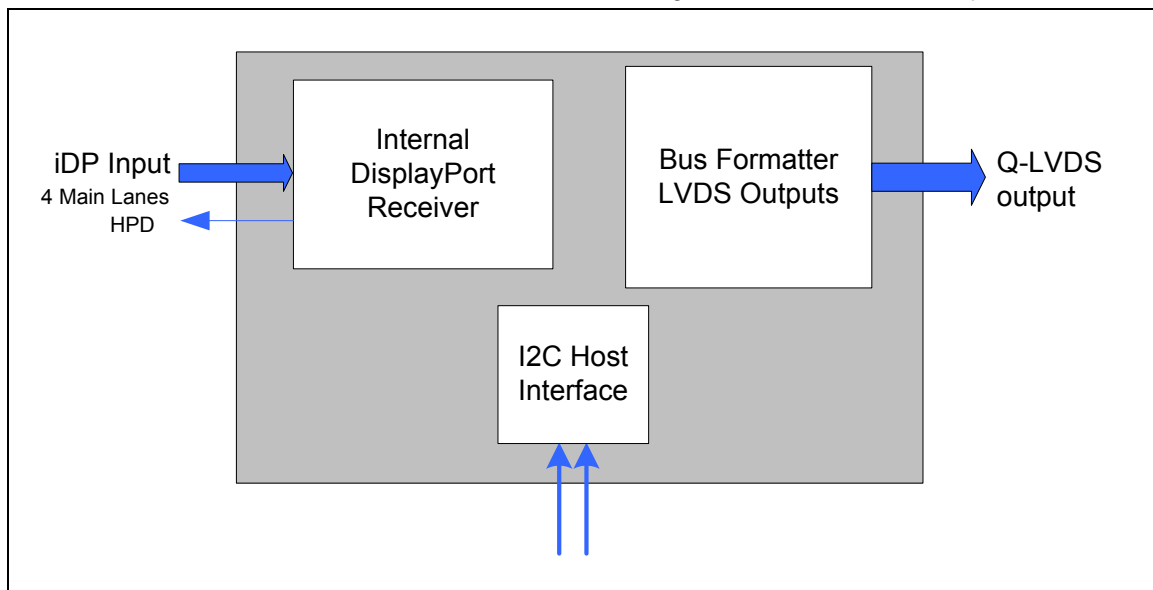 iDP Input
4 Main Lanes
HPD
Internal
DisplayPort
Receiver
Bus Formatter
LVDS Outputs
Q-LVDS
output
I2C Host
Interface